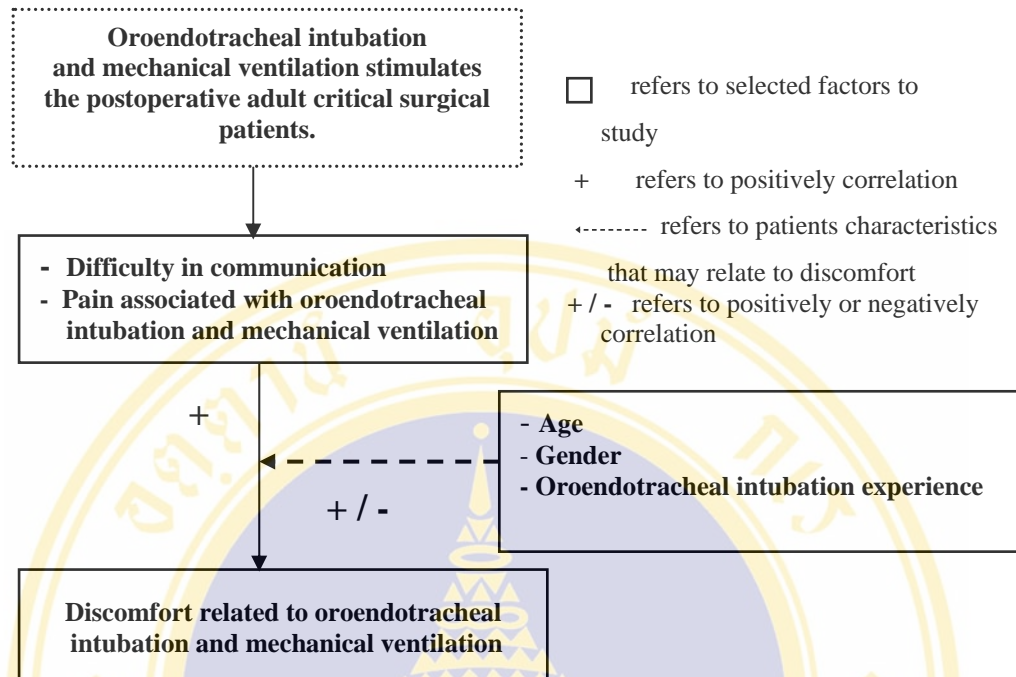 Oroendotracheal intubation
and mechanical ventilation stimulates
the postoperative adult critical surgical
patients.
refers to selected factors to
study
+ refers to positively correlation
refers to patients characteristics
that may relate to discomfort
+ / - refers to positively or negatively
correlation
- Difficulty in communication
- Pain associated with oroendotracheal
intubation and mechanical ventilation
+
- Age
- Gender
- Oroendotracheal intubation experience
+ / -
Discomfort related to oroendotracheal
intubation and mechanical ventilation